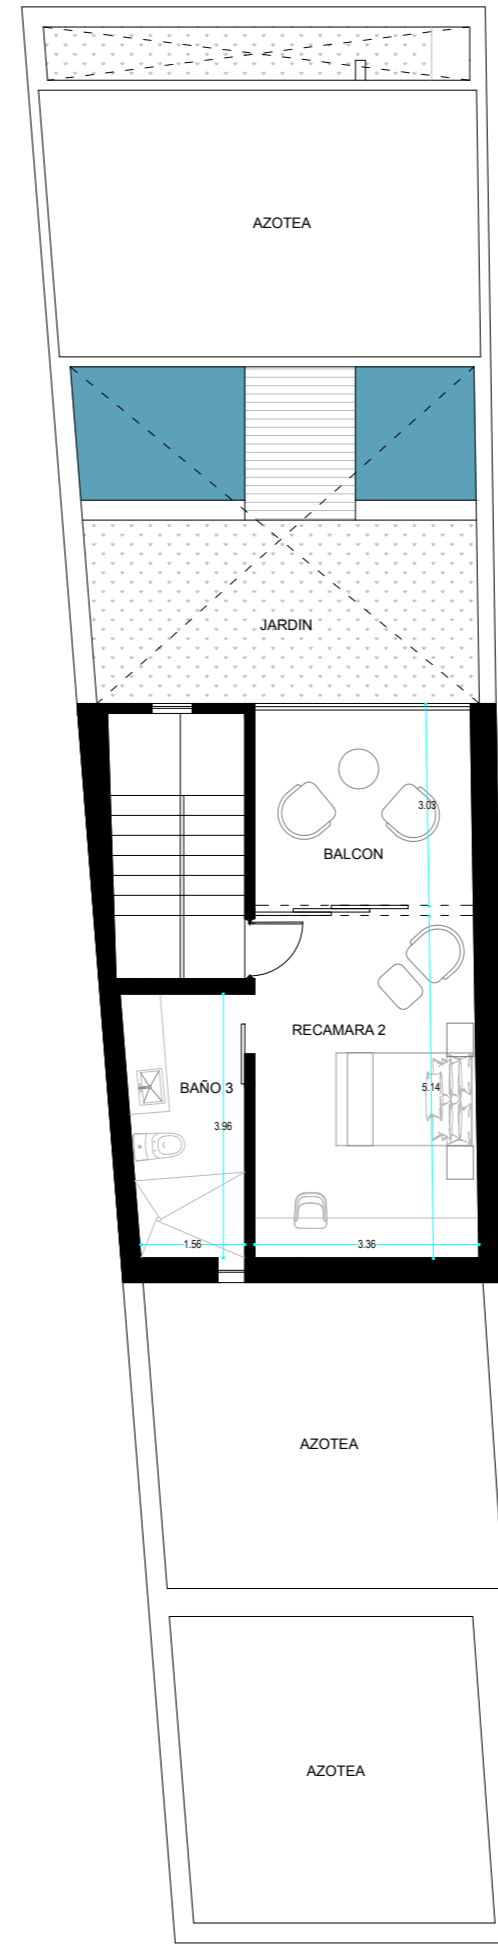 AZOTEA
JARDIN
3.03
BALCON
RECAMARA 2
BAÑO 3
5.14
3.96
1.56
3.36
AZOTEA
AZOTEA